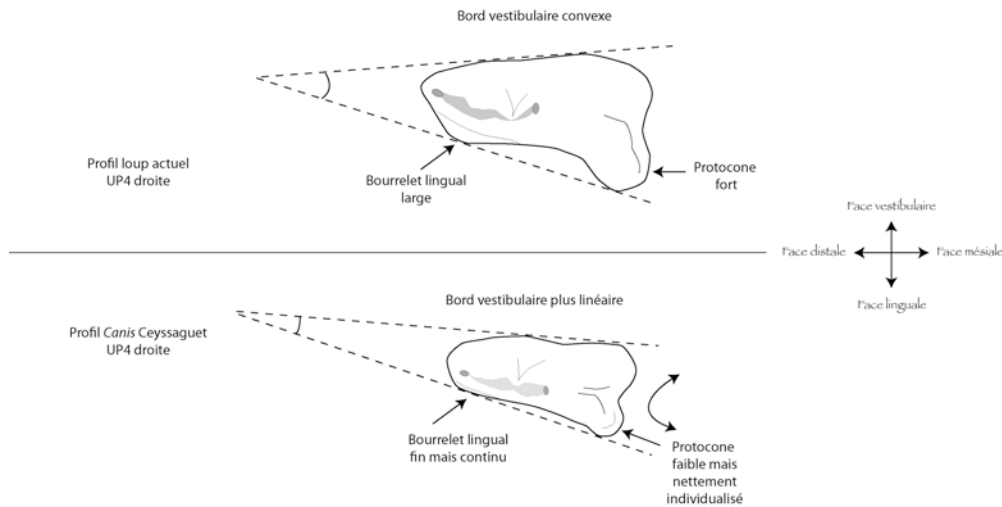 Bord vestibulaire convexe
Profil loup actuel
UP4 droite
Bourrelet lingual
large
Protocone
fort
Face vestibulaire
Face distale
Face mésiale
Face linguale
Bord vestibulaire plus linéaire
Profil Canis Ceyssaguet
UP4 droite
Bourrelet lingual
fin mais continu
Protocone
faible mais
nettement
individualisé